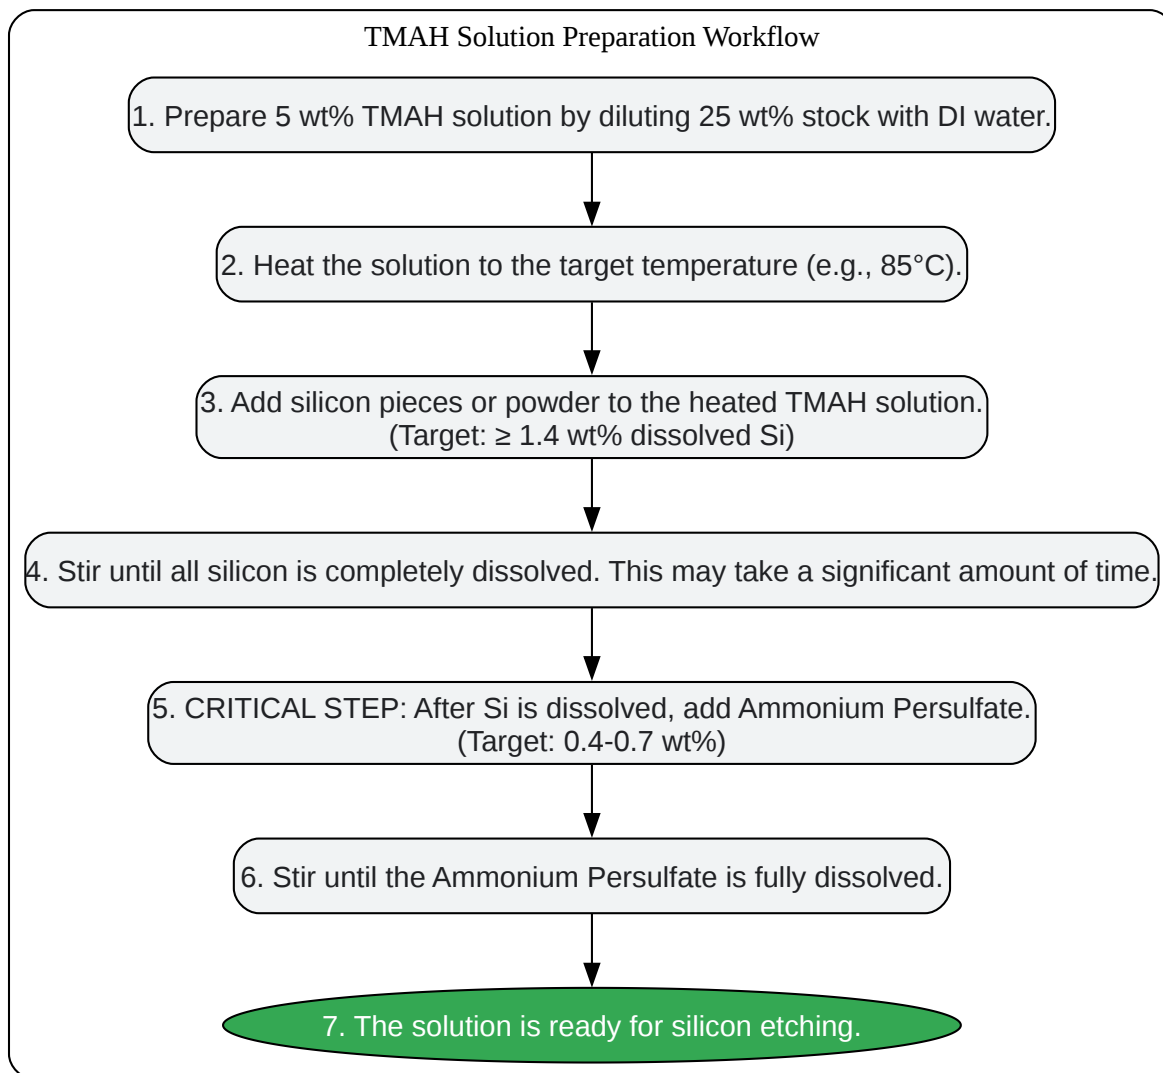 TMAH Solution Preparation Workflow
1. Prepare 5 wt% TMAH solution by diluting 25 wt% stock with DI water.
2. Heat the solution to the target temperature (e.g., 85°C).
3. Add silicon pieces or powder to the heated TMAH solution.
(Target: ≥ 1.4 wt% dissolved Si)
4. Stir until all silicon is completely dissolved. This may take a significant amount of time.
5. CRITICAL STEP: After Si is dissolved, add Ammonium Persulfate.
(Target: 0.4-0.7 wt%)
6. Stir until the Ammonium Persulfate is fully dissolved.
7. The solution is ready for silicon etching.